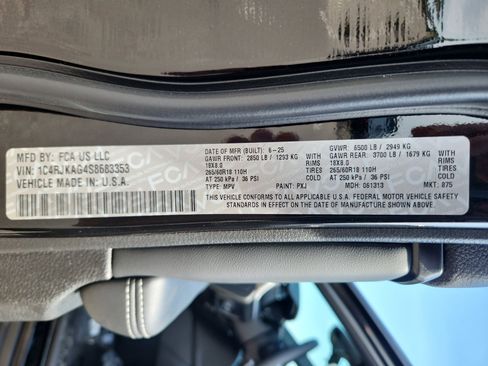 MFD BY: FCA US LLC
VIN: 1C4RJKAG4S8683353
VEHICLE MADE IN U.S.A.
DATE OF MFR (BUILT): 6-25
GAWR FRONT: 2850 LB / 1293 KG
18X8.0
265/60R18 110H
AT 250 kPa / 36 PSI
TYPE: MPV
RIMS
TIRES
COLD
PAINT: PXJ
GVWR: 6500 LB / 2949 KG
GAWR REAR: 3700 LB / 1679 KG
18X8.0
265/60R18 110H
AT 250 kPa / 36 PSI
MDH: 061313
RIMS
TIRES
COLD
MKT: 875
THIS VEHICLE CONFORMS TO ALL APPLICABLE U.S.A. FEDERAL MOTOR VEHICLE SAFETY
STANDARDS IN EFFECT ON THE DATE OF MANUFACTURE SHOWN ABOVE.